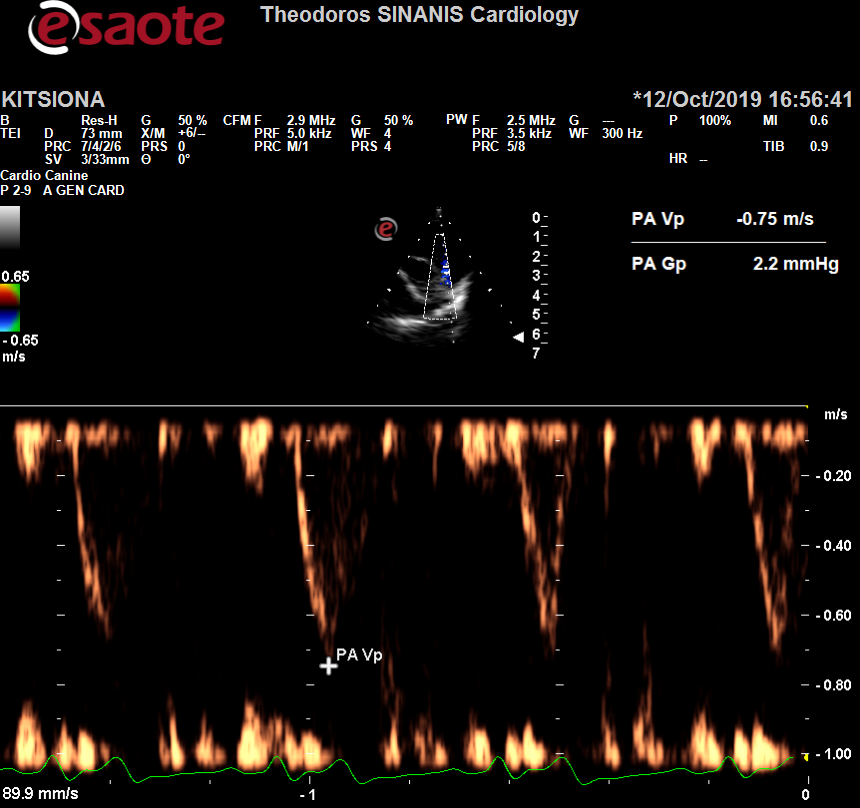 esaote
Theodoros SINANIS Cardiology
KITSIONA *12/Oct/2019 16:56:41
B Res-H G 50 % CFM F 2.9 MHz G 50 % PW F 2.5 MHz G --- P 100% MI 0.6
TEI D 73 mm X/M +6/-- PRF 5.0 kHz WF 4 PRF 3.5 kHz WF 300 Hz
PRC 7/4/2/6 PRS 0 PRC M/1 PRS 4 PRC 5/8 TIB 0.9
SV 3/33mm Θ 0° HR --
Cardio Canine
P 2-9 A GEN CARD
e
0
1
2
3
4
5
6
7
PA Vp -0.75 m/s
PA Gp 2.2 mmHg
0.65
- 0.65
m/s
m/s
- 0.20
- 0.40
- 0.60
PA Vp
- 0.80
- 1.00
89.9 mm/s -1 0